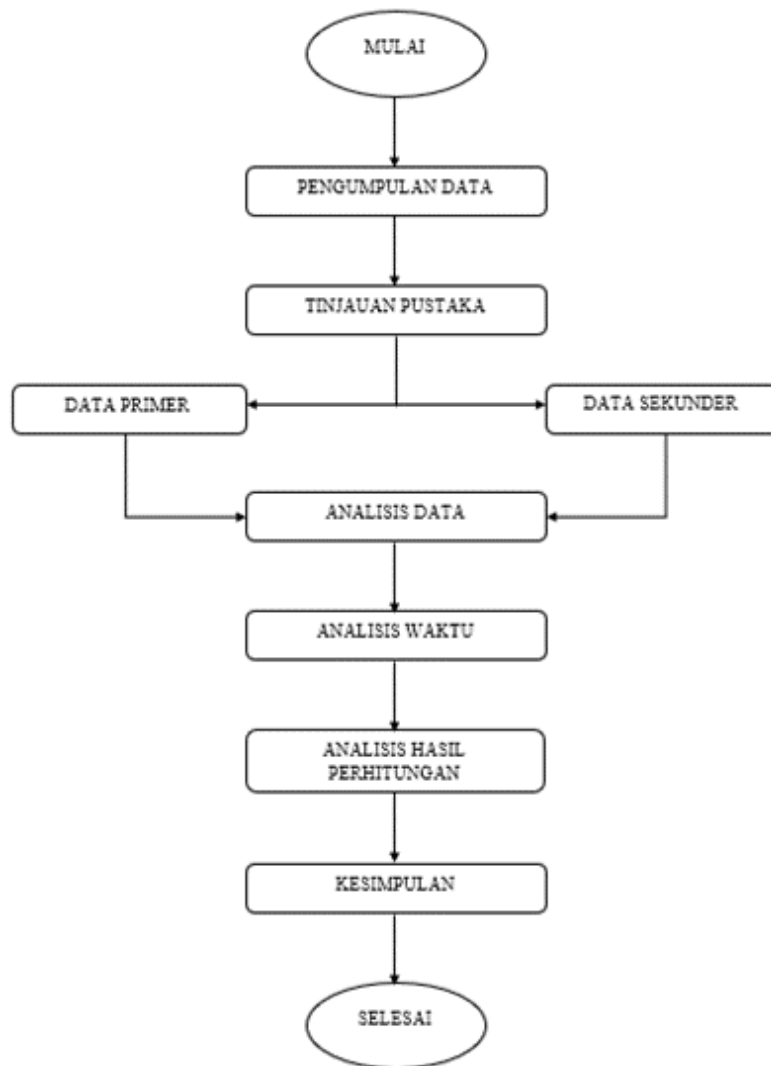 MULAI
PENGUMPULAN DATA
TINJAUAN PUSTAKA
DATA PRIMER
DATA SEKUNDER
ANALISIS DATA
ANALISIS WAKTU
ANALISIS HASIL
PERHITUNGAN
KESIMPULAN
SELESAI